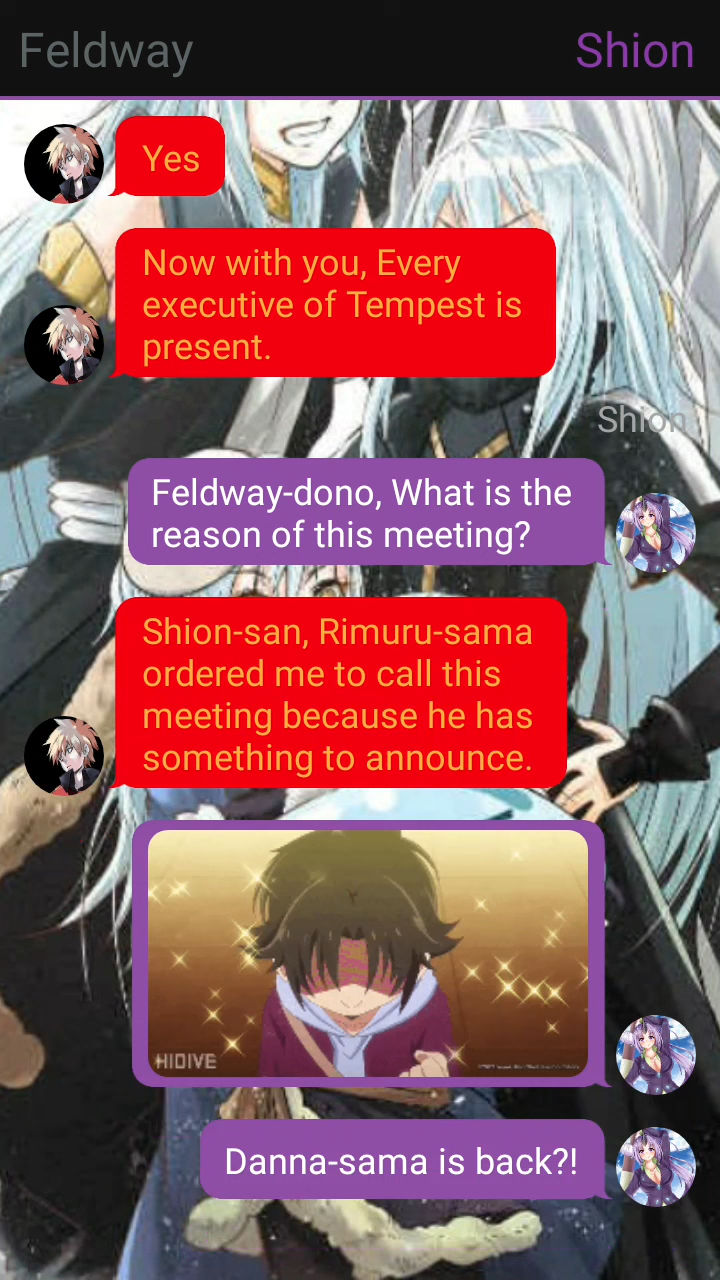 Feldway
Shion
Yes
Now with you, Every
executive of Tempest is
present.
Shion
Feldway-dono, What is the
reason of this meeting?
Shion-san, Rimuru-sama
ordered me to call this
meeting because he has
something to announce.
HIDIVE
Danna-sama is back?!